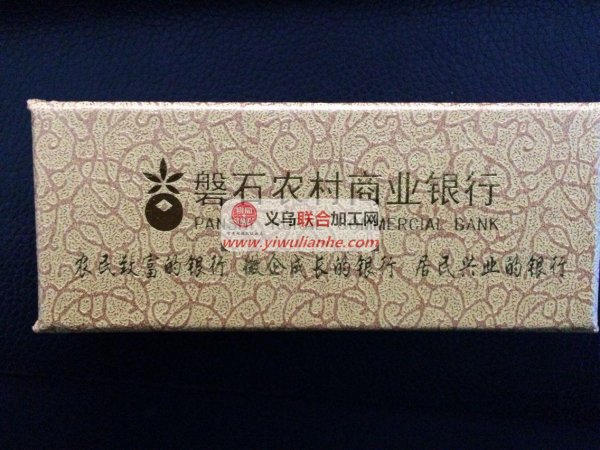 磐石农村商业银行
PAN MERCIAL BANK
义乌联合加工网
www.yiwulianhe.com
农民致富的银行 微企成长的银行 居民兴业的银行